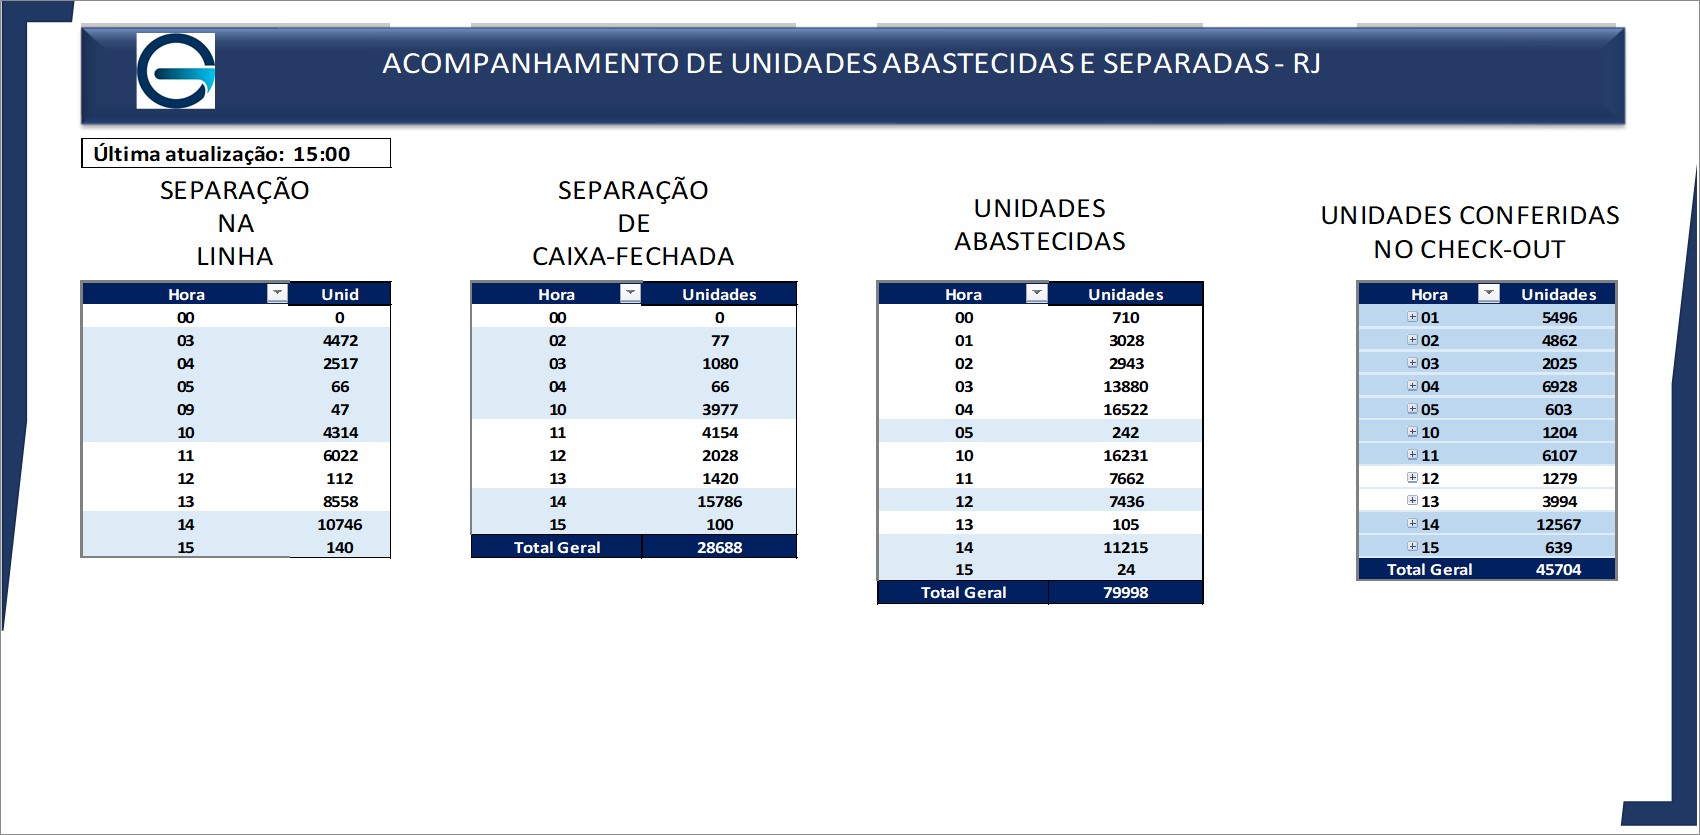 ACOMPANHAMENTO DE UNIDADES ABASTECIDAS E SEPARADAS - RJ
Última atualização: 15:00
SEPARAÇÃO
NA
LINHA
Hora Unid
00 0
03 4472
04 2517
05 66
09 47
10 4314
11 6022
12 112
13 8558
14 10746
15 140
SEPARAÇÃO
DE
CAIXA-FECHADA
Hora Unidades
00 0
02 77
03 1080
04 66
10 3977
11 4154
12 2028
13 1420
14 15786
15 100
Total Geral 28688
UNIDADES
ABASTECIDAS
Hora Unidades
00 710
01 3028
02 2943
03 13880
04 16522
05 242
10 16231
11 7662
12 7436
13 105
14 11215
15 24
Total Geral 79998
UNIDADES CONFERIDAS
NO CHECK-OUT
Hora Unidades
01 5496
02 4862
03 2025
04 6928
05 603
10 1204
11 6107
12 1279
13 3994
14 12567
15 639
Total Geral 45704